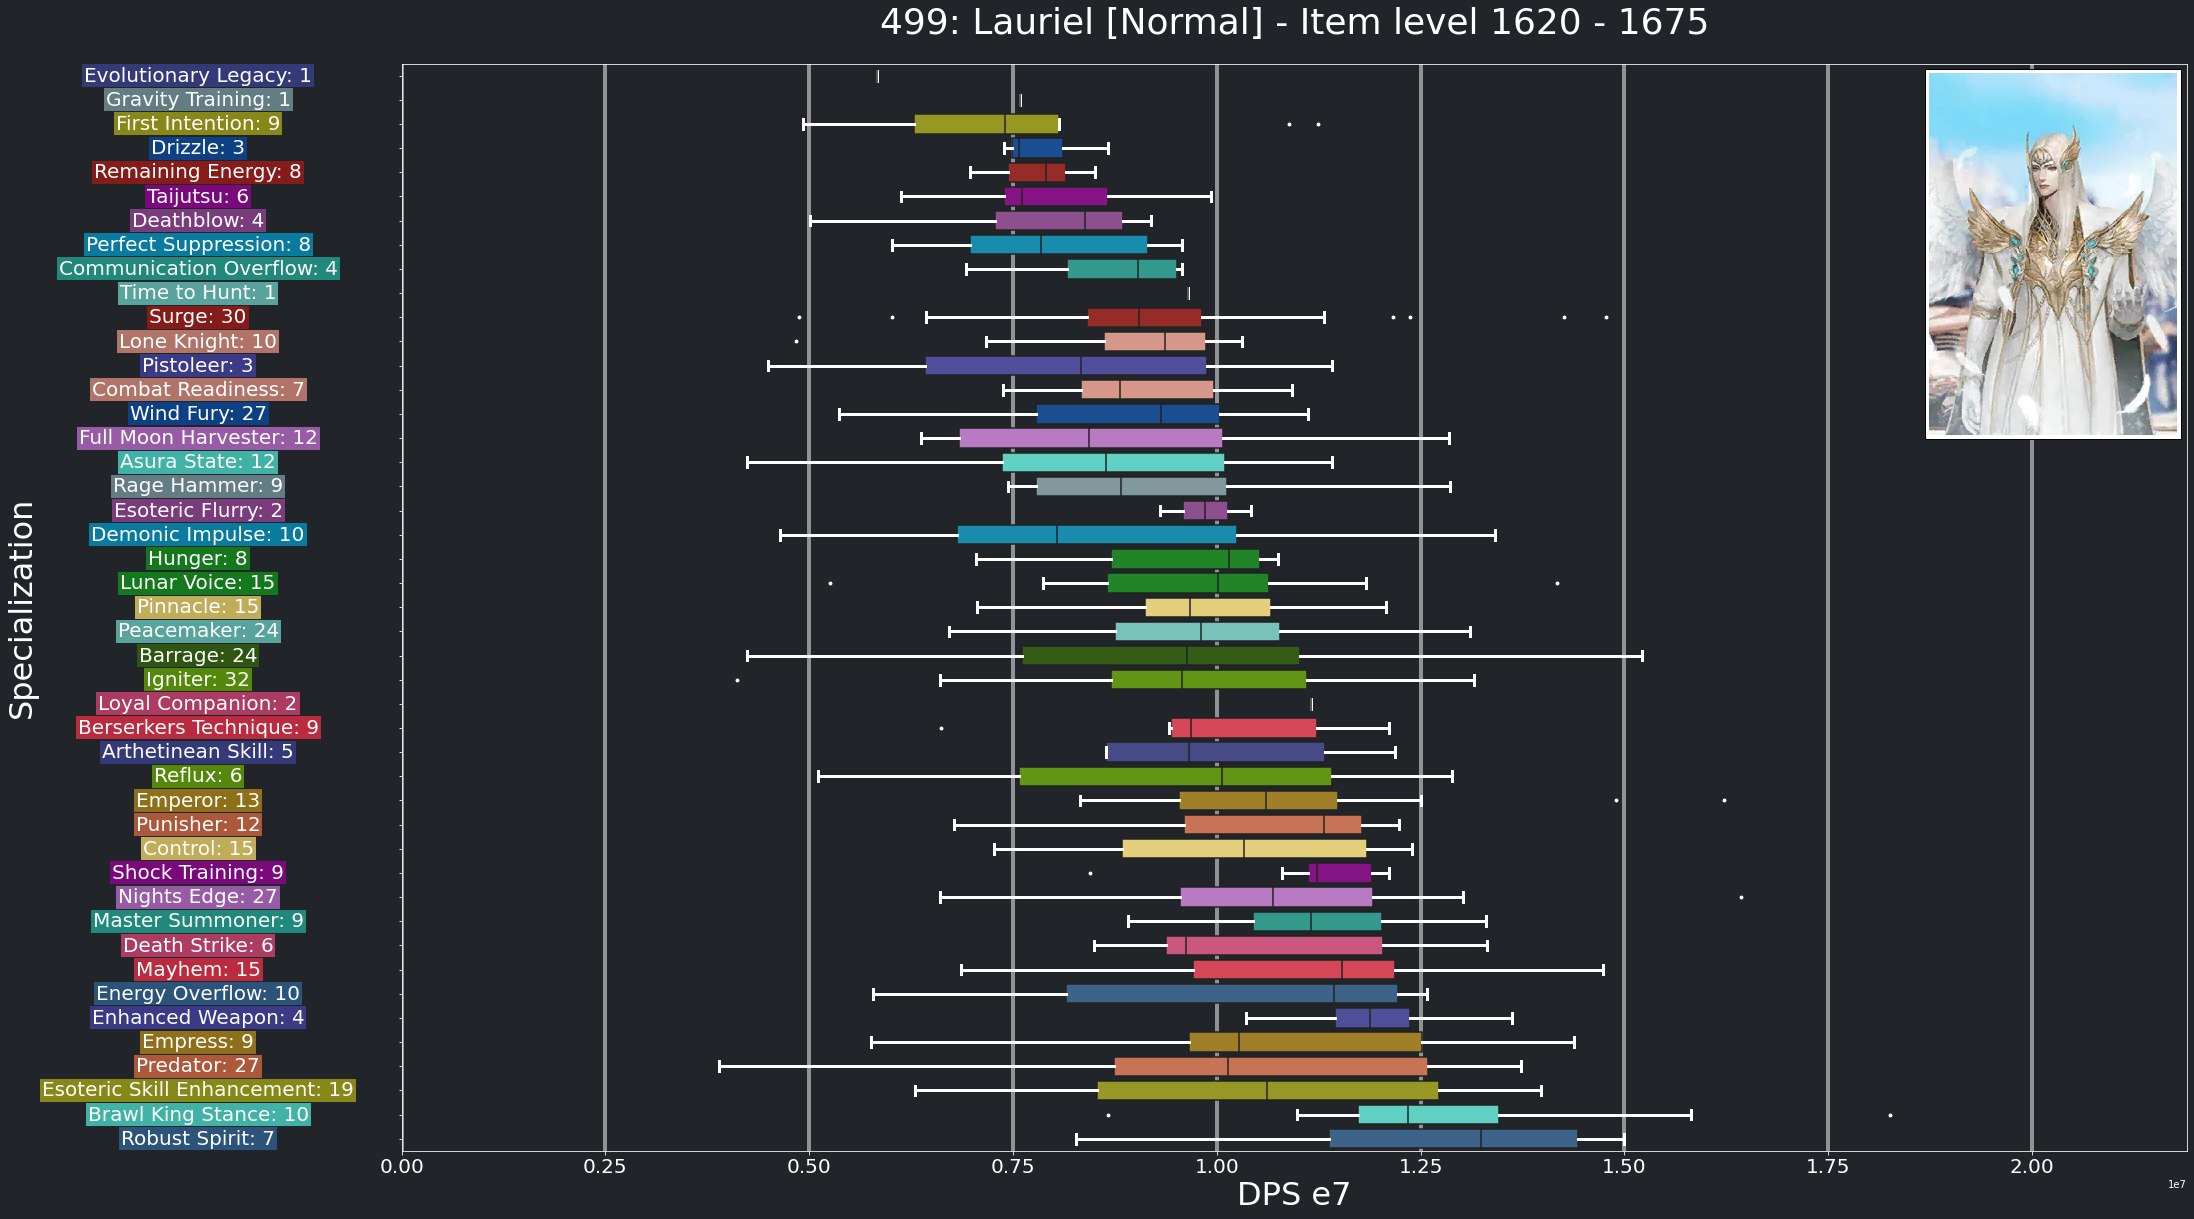 499: Lauriel [Normal] - Item level 1620 - 1675
Specialization
Evolutionary Legacy: 1
Gravity Training: 1
First Intention: 9
Drizzle: 3
Remaining Energy: 8
Taijutsu: 6
Deathblow: 4
Perfect Suppression: 8
Communication Overflow: 4
Time to Hunt: 1
Surge: 30
Lone Knight: 10
Pistoleer: 3
Combat Readiness: 7
Wind Fury: 27
Full Moon Harvester: 12
Asura State: 12
Rage Hammer: 9
Esoteric Flurry: 2
Demonic Impulse: 10
Hunger: 8
Lunar Voice: 15
Pinnacle: 15
Peacemaker: 24
Barrage: 24
Igniter: 32
Loyal Companion: 2
Berserkers Technique: 9
Arthetinean Skill: 5
Reflux: 6
Emperor: 13
Punisher: 12
Control: 15
Shock Training: 9
Nights Edge: 27
Master Summoner: 9
Death Strike: 6
Mayhem: 15
Energy Overflow: 10
Enhanced Weapon: 4
Empress: 9
Predator: 27
Esoteric Skill Enhancement: 19
Brawl King Stance: 10
Robust Spirit: 7
0.00 0.25 0.50 0.75 1.00 1.25 1.50 1.75 2.00
DPS e7
1e7